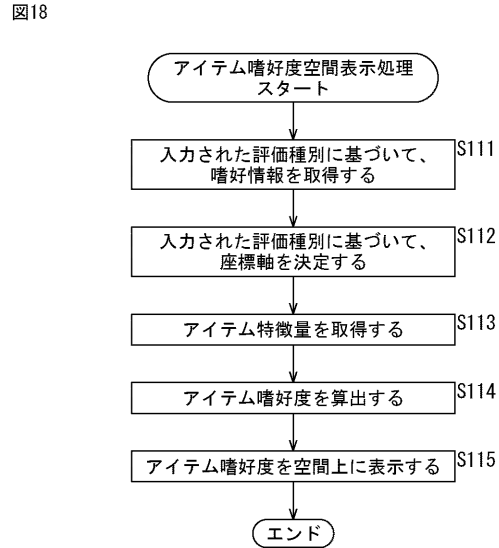 図18
アイテム嗜好度空間表示処理
スタート
入力された評価種別に基づいて、
嗜好情報を取得する
S111
入力された評価種別に基づいて、
座標軸を決定する
S112
アイテム特徴量を取得する
S113
アイテム嗜好度を算出する
S114
アイテム嗜好度を空間上に表示する
S115
エンド